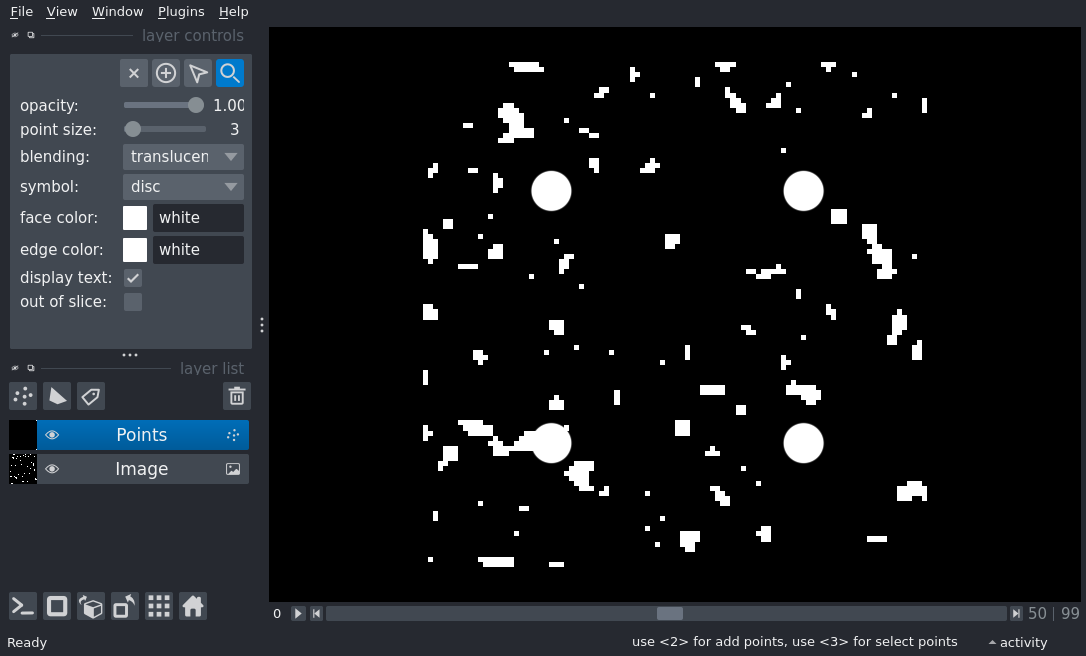 File View Window Plugins Help
layer controls
opacity: 1.00
point size: 3
blending: translucen
symbol: disc
face color: white
edge color: white
display text:
out of slice:
layer list
Points
Image
0 50 | 99
Ready use <2> for add points, use <3> for select points activity